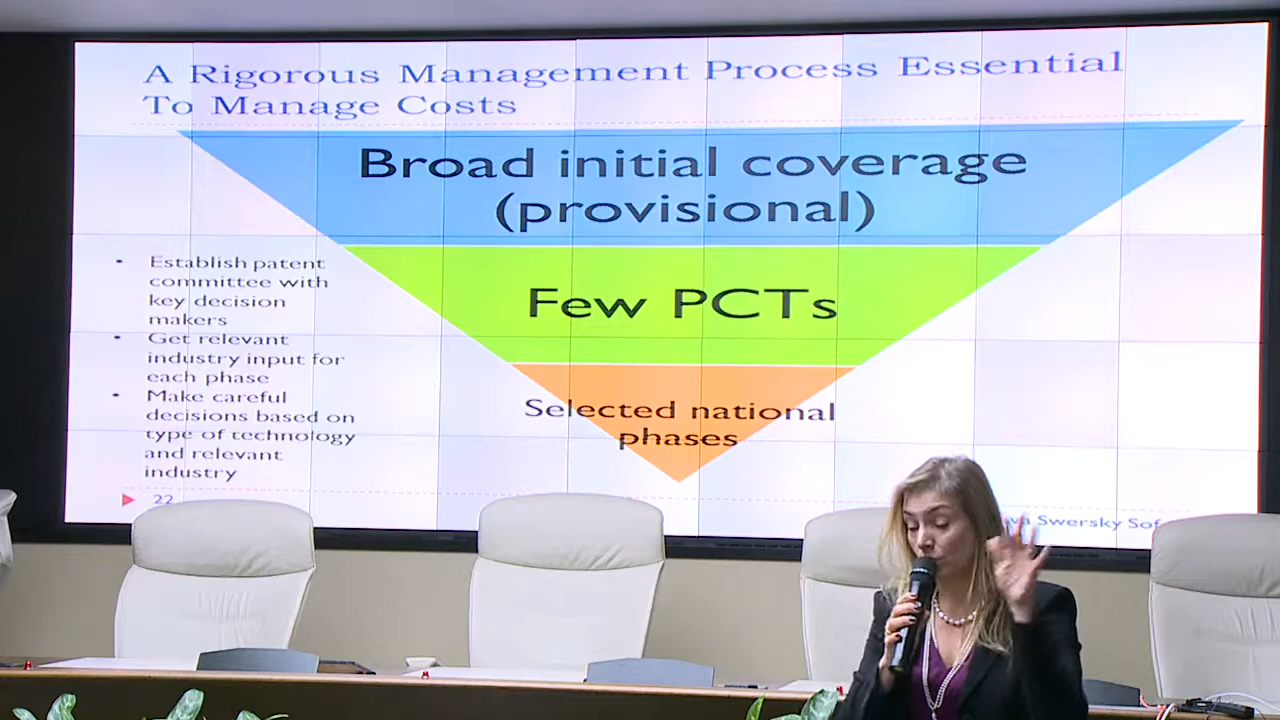 A Rigorous Management Process Essential
To Manage Costs
Broad initial coverage
(provisional)
Few PCTs
Selected national
phases
• Establish patent
committee with
key decision
makers
• Get relevant
industry input for
each phase
• Make careful
decisions based on
type of technology
and relevant
industry
22
Swersky